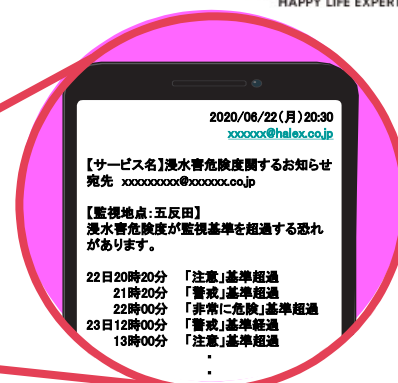 HAPPY LIFE EXPERT
2020/06/22(月)20:30
xxxxxx@halex.co.jp
【サービス名】浸水害危険度関するお知らせ
宛先 xxxxxxxxx@xxxxxx.co.jp
【監視地点:五反田】
浸水害危険度が監視基準を超過する恐れ
があります。
22日20時20分 「注意」基準超過
21時20分 「警戒」基準超過
22時00分 「非常に危険」基準超過
23日12時00分 「警戒」基準経過
13時00分 「注意」基準超過
・
・